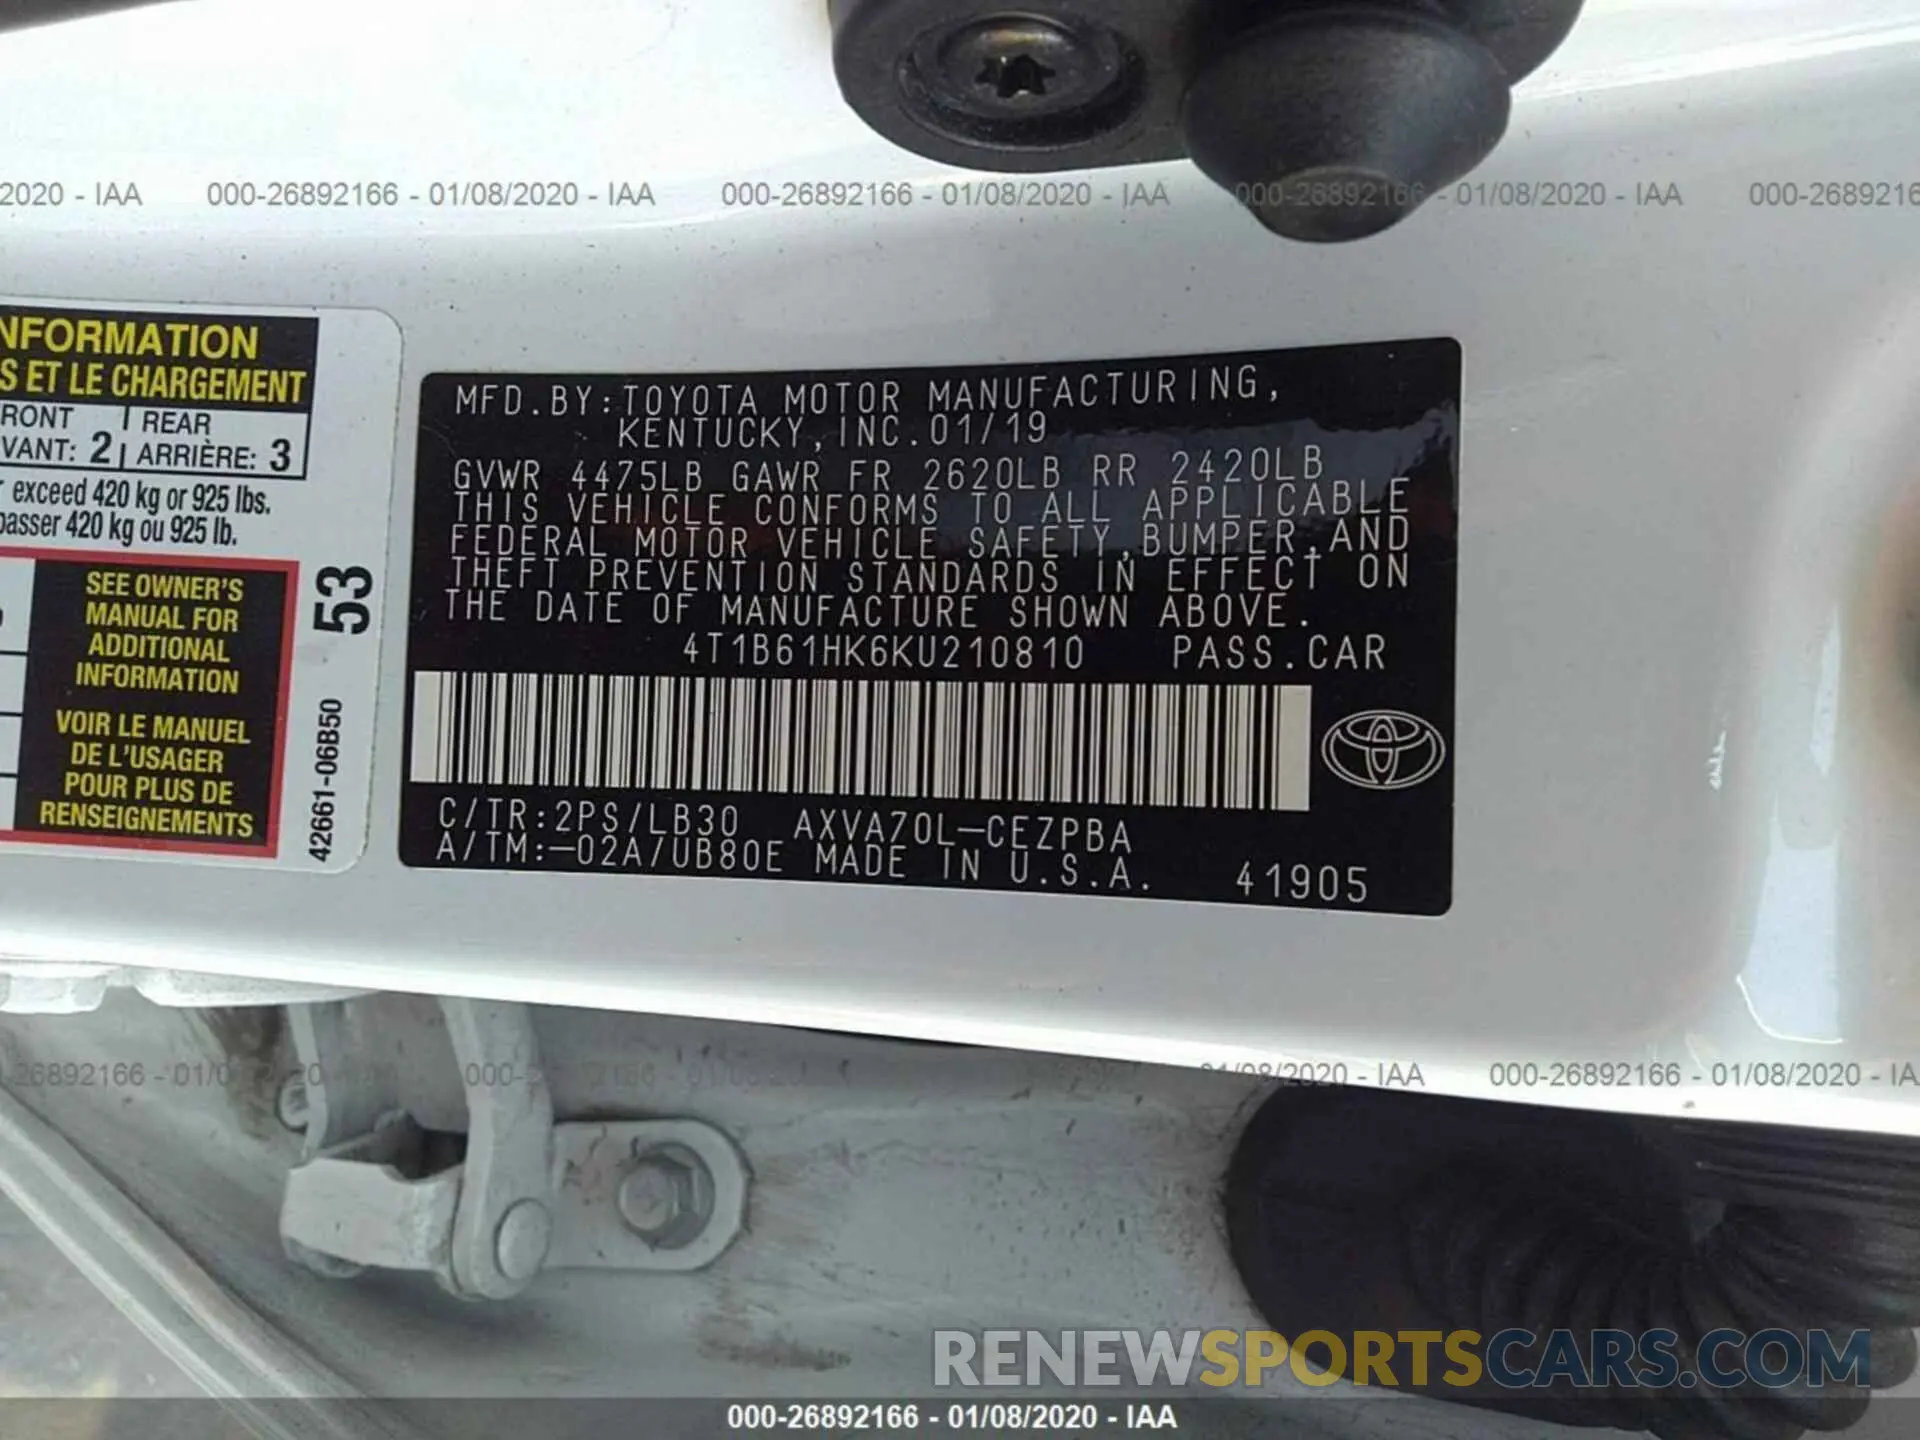 2020 - IAA 000-26892166 - 01/08/2020 - IAA 000-26892166 - 01/08/2020 - IAA 000-26892166 - 01/08/2020 - IAA 000-268921
NFORMATION
S ET LE CHARGEMENT
RONT REAR
VANT: 2 ARRIÈRE: 3
r exceed 420 kg or 925 lbs.
passer 420 kg ou 925 lb.
SEE OWNER'S
MANUAL FOR
ADDITIONAL
INFORMATION
VOIR LE MANUEL
DE L'USAGER
POUR PLUS DE
RENSEIGNEMENTS
53
42661-06B50
MFD.BY:TOYOTA MOTOR MANUFACTURING,
KENTUCKY,INC.01/19
GVWR 4475LB GAWR FR 2620LB RR 2420LB
THIS VEHICLE CONFORMS TO ALL APPLICABLE
FEDERAL MOTOR VEHICLE SAFETY,BUMPER,AND
THEFT PREVENTION STANDARDS IN EFFECT ON
THE DATE OF MANUFACTURE SHOWN ABOVE.
4T1B61HK6KU210810 PASS.CAR
C/TR:2PS/LB30 AXVA70L-CEZPBA
A/TM:-02A/UB80E MADE IN U.S.A. 41905
26892166 - 01/08/2020 - IAA 000-26892166 - 01/08/2020 - IA
RENEWSPORTSCARS.COM
000-26892166 - 01/08/2020 - IAA